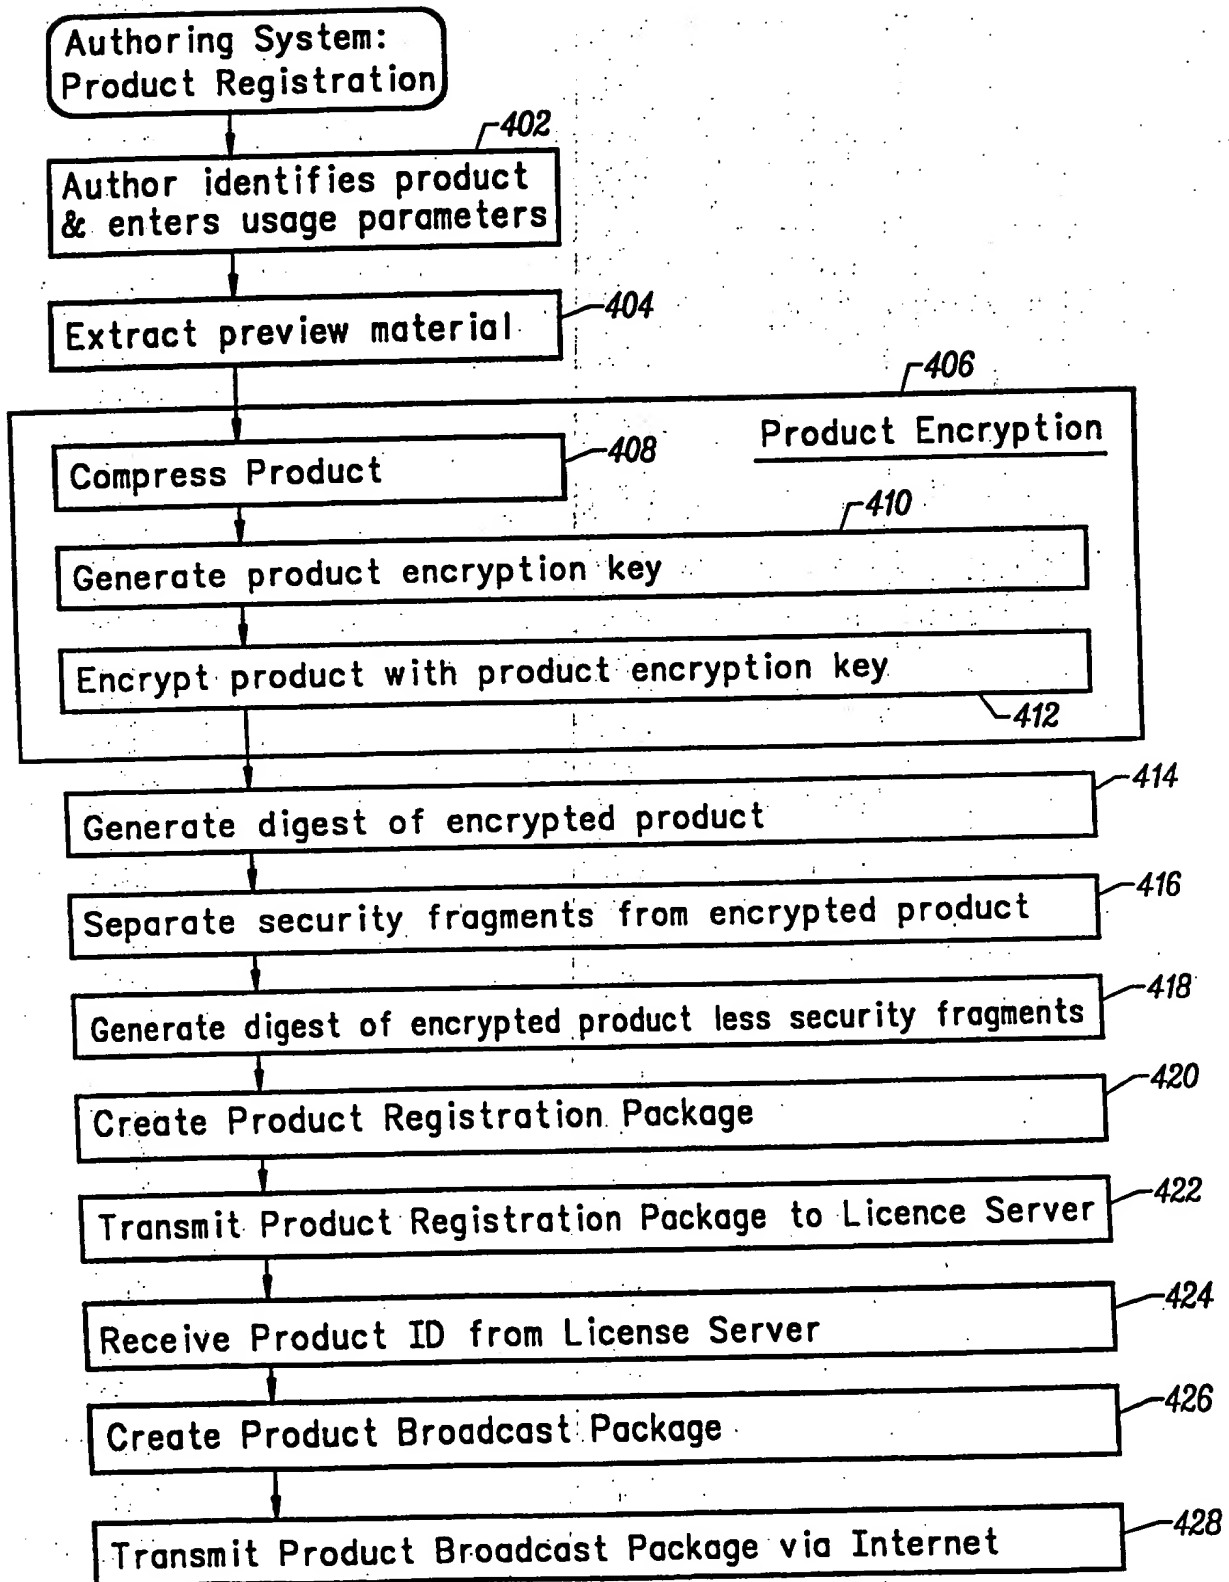 Authoring System:
Product Registration
402
Author identifies product
& enters usage parameters
404
Extract preview material
406
Product Encryption
408
Compress Product
410
Generate product encryption key
Encrypt product with product encryption key
412
414
Generate digest of encrypted product
416
Separate security fragments from encrypted product
418
Generate digest of encrypted product less security fragments
420
Create Product Registration Package
422
Transmit Product Registration Package to Licence Server
424
Receive Product ID from License Server
426
Create Product Broadcast Package
428
Transmit Product Broadcast Package via Internet